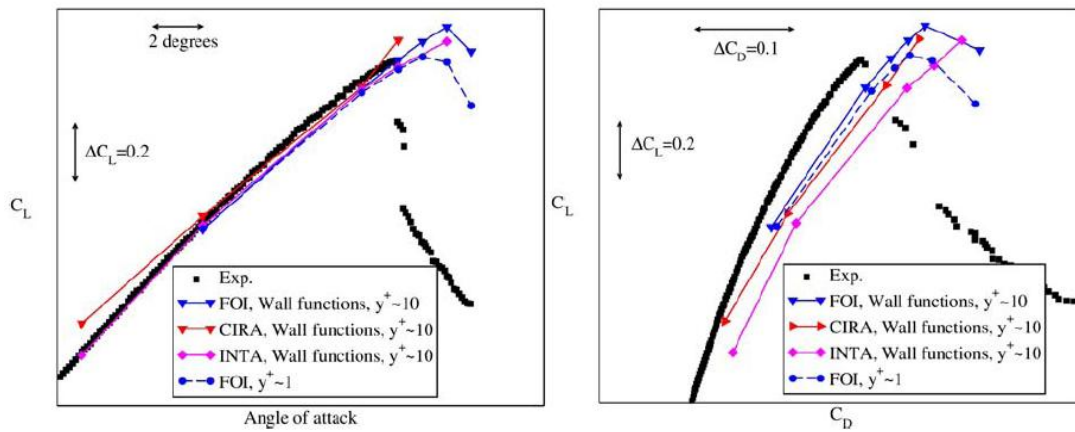 2 degrees
ΔC_L=0.2
C_L
Exp.
FOI, Wall functions, y^+~10
CIRA, Wall functions, y^+~10
INTA, Wall functions, y^+~10
FOI, y^+~1
Angle of attack
ΔC_D=0.1
ΔC_L=0.2
C_L
Exp.
FOI, Wall functions, y^+~10
CIRA, Wall functions, y^+~10
INTA, Wall functions, y^+~10
FOI, y^+~1
C_D